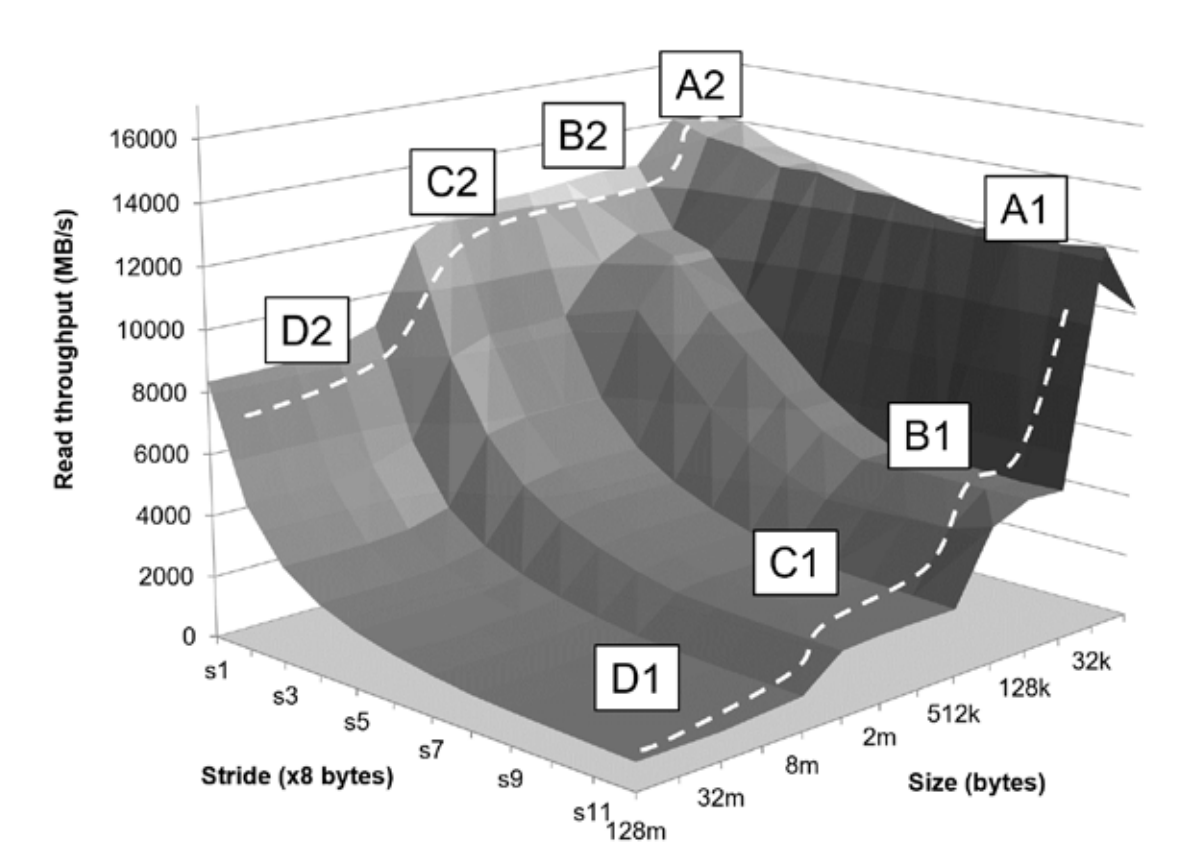 A2
B2
C2
A1
D2
B1
C1
D1
Read throughput (MB/s)
16000
14000
12000
10000
8000
6000
4000
2000
0
s1
s3
s5
s7
s9
s11
Stride (x8 bytes)
128m
32m
8m
2m
512k
128k
32k
Size (bytes)